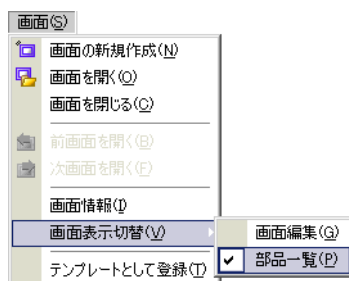 画面(S)
画面の新規作成(N)
画面を開く(O)
画面を閉じる(C)
前画面を開く(B)
次画面を開く(F)
画面情報(I)
画面表示切替(V)
画面編集(G)
部品一覧(P)
テンプレートとして登録(T)